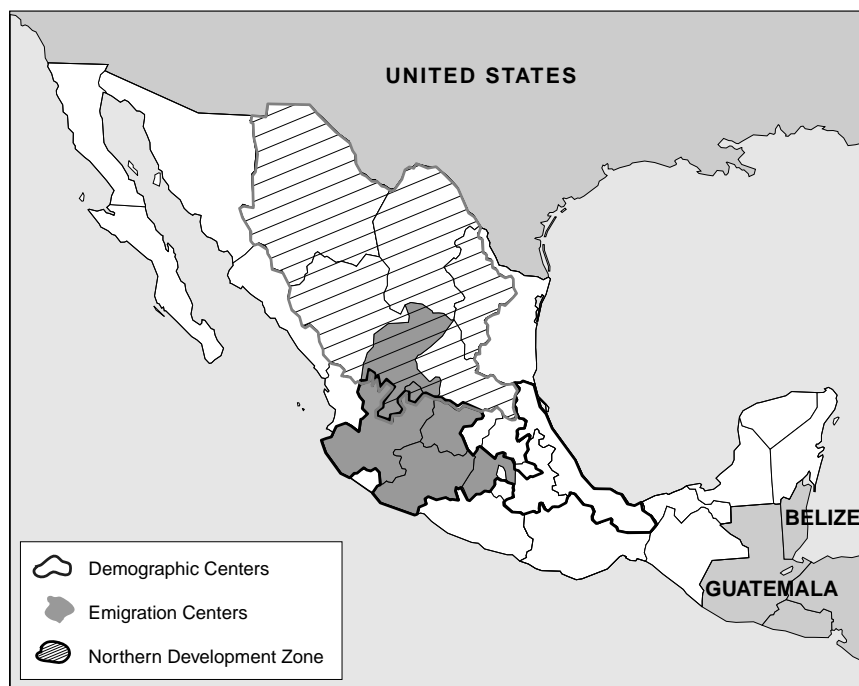 UNITED STATES
BELIZE
GUATEMALA
Demographic Centers
Emigration Centers
Northern Development Zone